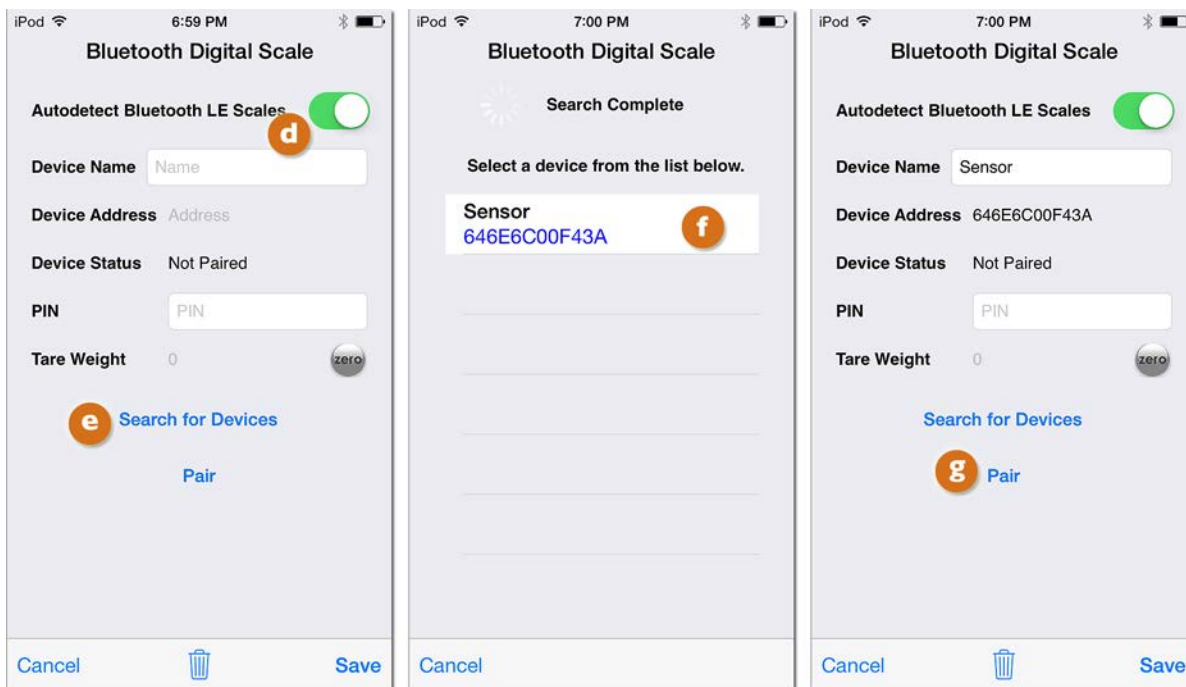 iPod 6:59 PM
Bluetooth Digital Scale
Autodetect Bluetooth LE Scales
d
Device Name Name
Device Address Address
Device Status Not Paired
PIN PIN
Tare Weight 0 zero
e Search for Devices
Pair
Cancel Save
iPod 7:00 PM
Bluetooth Digital Scale
Search Complete
Select a device from the list below.
Sensor
646E6C00F43A
f
Cancel
iPod 7:00 PM
Bluetooth Digital Scale
Autodetect Bluetooth LE Scales
Device Name Sensor
Device Address 646E6C00F43A
Device Status Not Paired
PIN PIN
Tare Weight 0 zero
Search for Devices
g Pair
Cancel Save